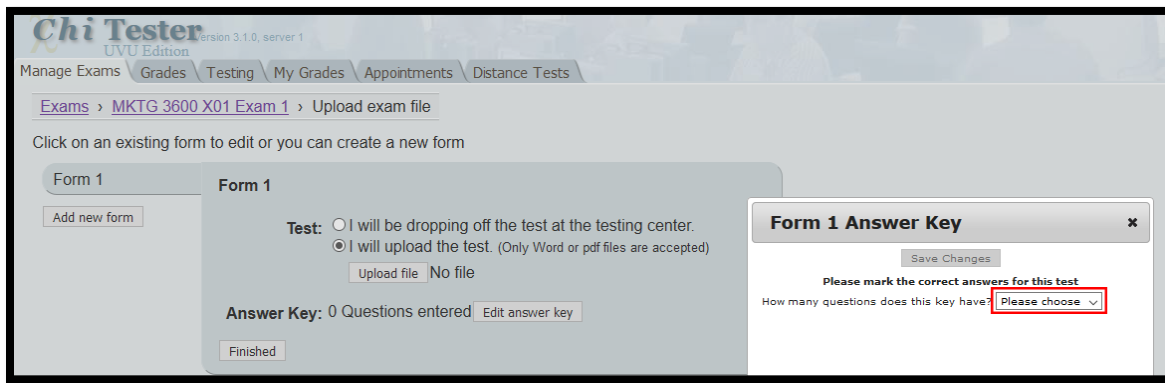 Chi Tester
Version 3.1.0, server 1
UVU Edition
Manage Exams Grades Testing My Grades Appointments Distance Tests
Exams › MKTG 3600 X01 Exam 1 › Upload exam file
Click on an existing form to edit or you can create a new form
Form 1
Add new form
Form 1
Test: I will be dropping off the test at the testing center.
I will upload the test. (Only Word or pdf files are accepted)
Upload file No file
Answer Key: 0 Questions entered Edit answer key
Finished
Form 1 Answer Key ×
Save Changes
Please mark the correct answers for this test
How many questions does this key have? Please choose